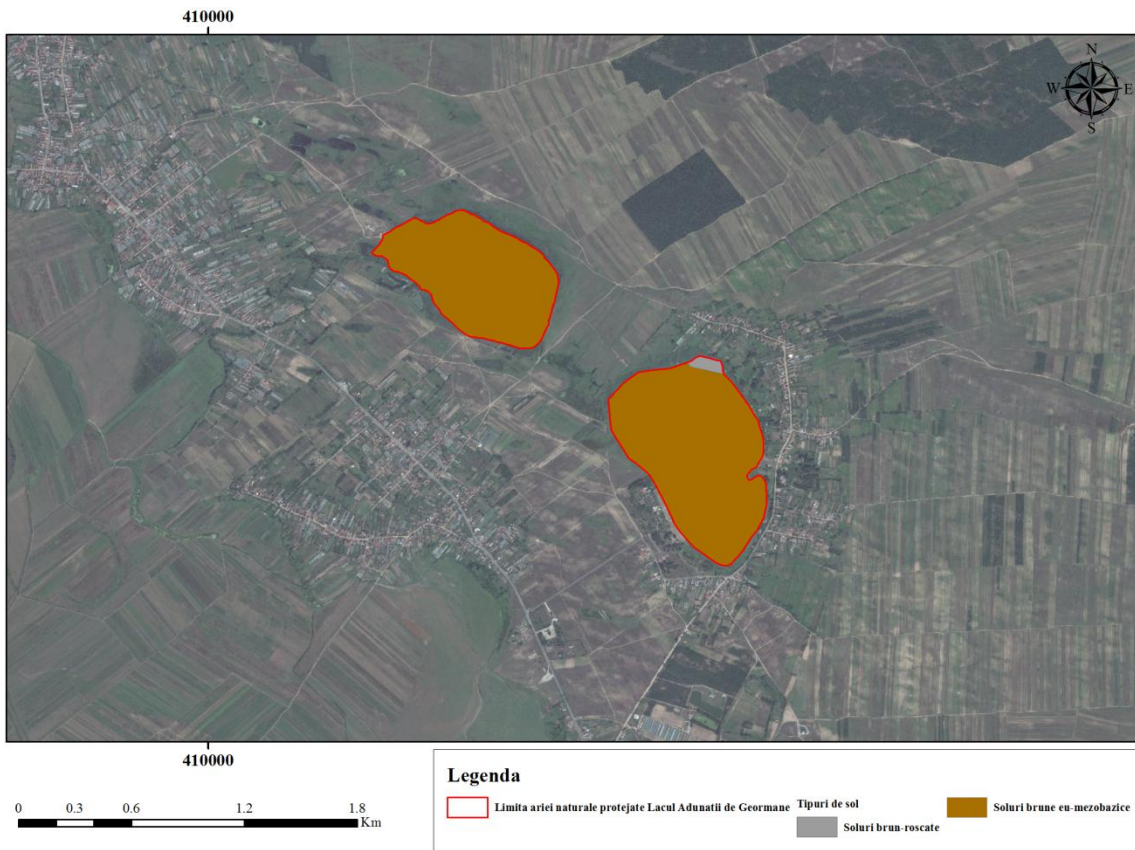 410000
N
W E
S
410000
Legenda
Limita ariei naturale protejate Lacul Adunatii de Geormane
Tipuri de sol
Soluri brun-roscate
Soluri brune eu-mezobazice
0 0.3 0.6 1.2 1.8
Km